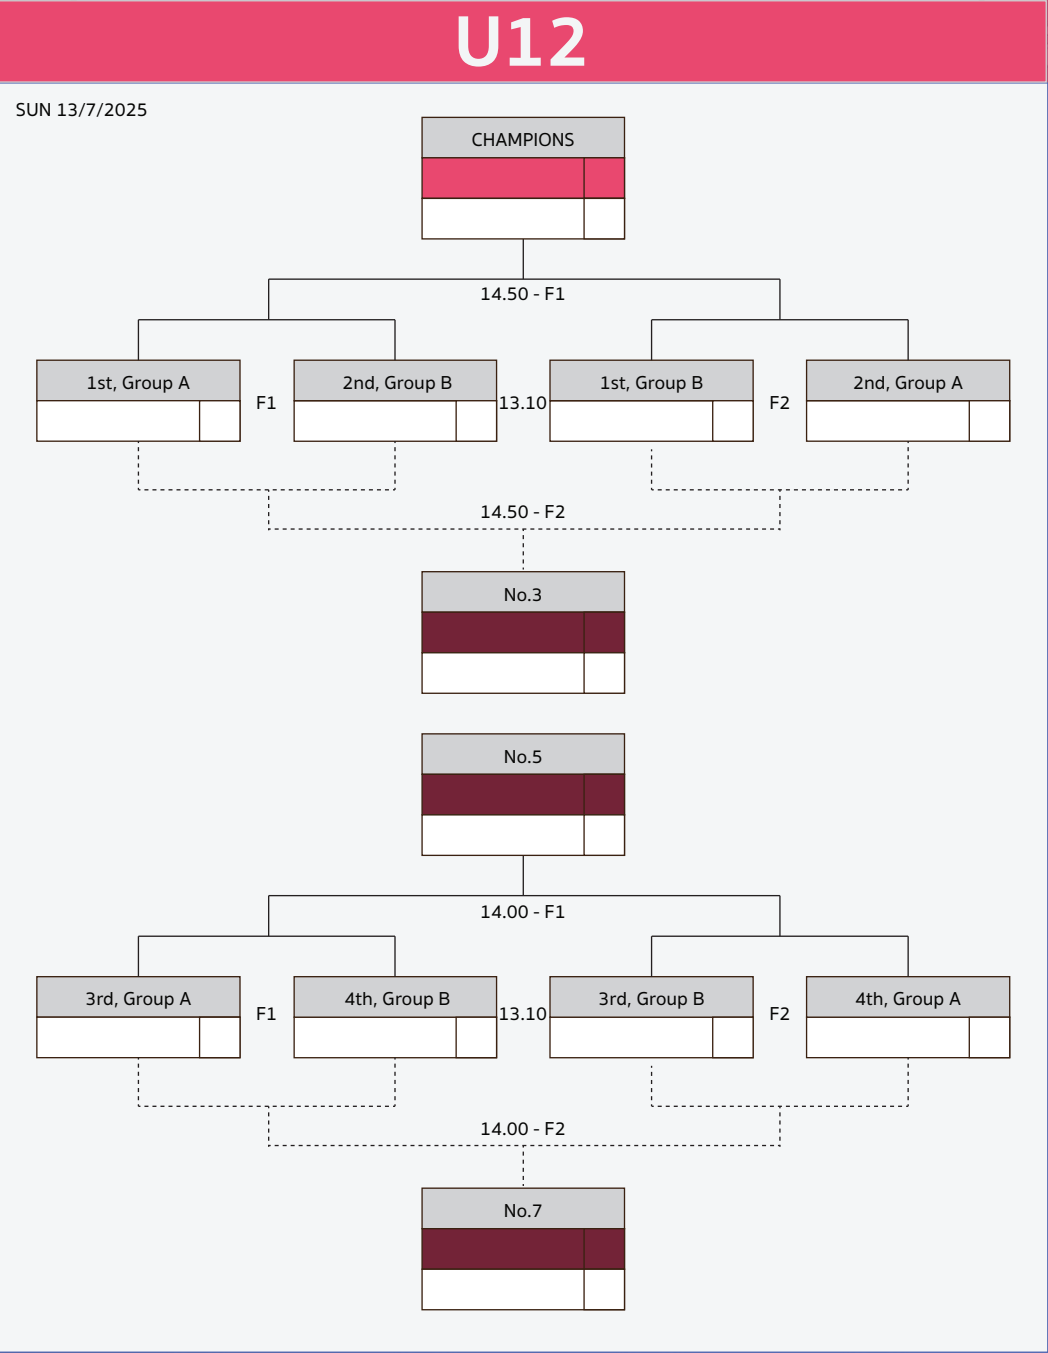 U12
SUN 13/7/2025
CHAMPIONS
14.50 - F1
1st, Group A
F1
2nd, Group B
13.10
1st, Group B
F2
2nd, Group A
14.50 - F2
No.3
No.5
14.00 - F1
3rd, Group A
F1
4th, Group B
13.10
3rd, Group B
F2
4th, Group A
14.00 - F2
No.7